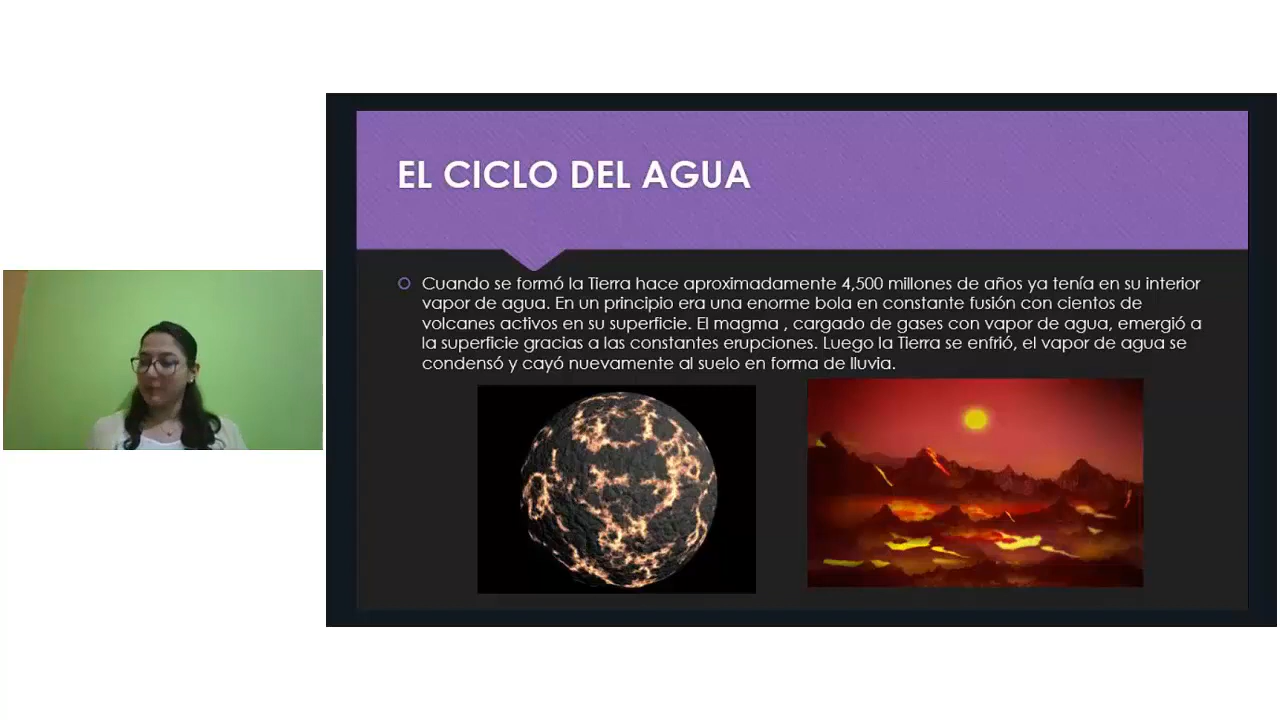 EL CICLO DEL AGUA
Cuando se formó la Tierra hace aproximadamente 4,500 millones de años ya tenía en su interior
vapor de agua. En un principio era una enorme bola en constante fusión con cientos de
volcanes activos en su superficie. El magma , cargado de gases con vapor de agua, emergió a
la superficie gracias a las constantes erupciones. Luego la Tierra se enfrió, el vapor de agua se
condensó y cayó nuevamente al suelo en forma de lluvia.